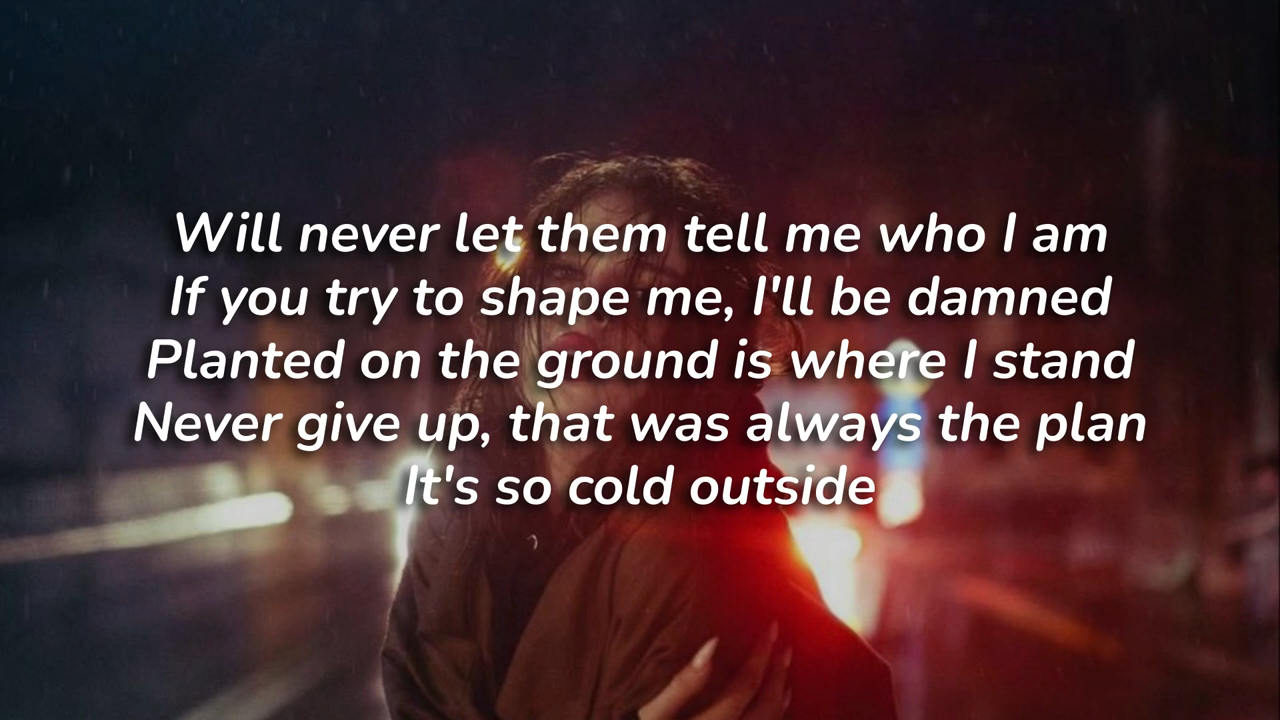 Will never let them tell me who I am
If you try to shape me, I'll be damned
Planted on the ground is where I stand
Never give up, that was always the plan
It's so cold outside